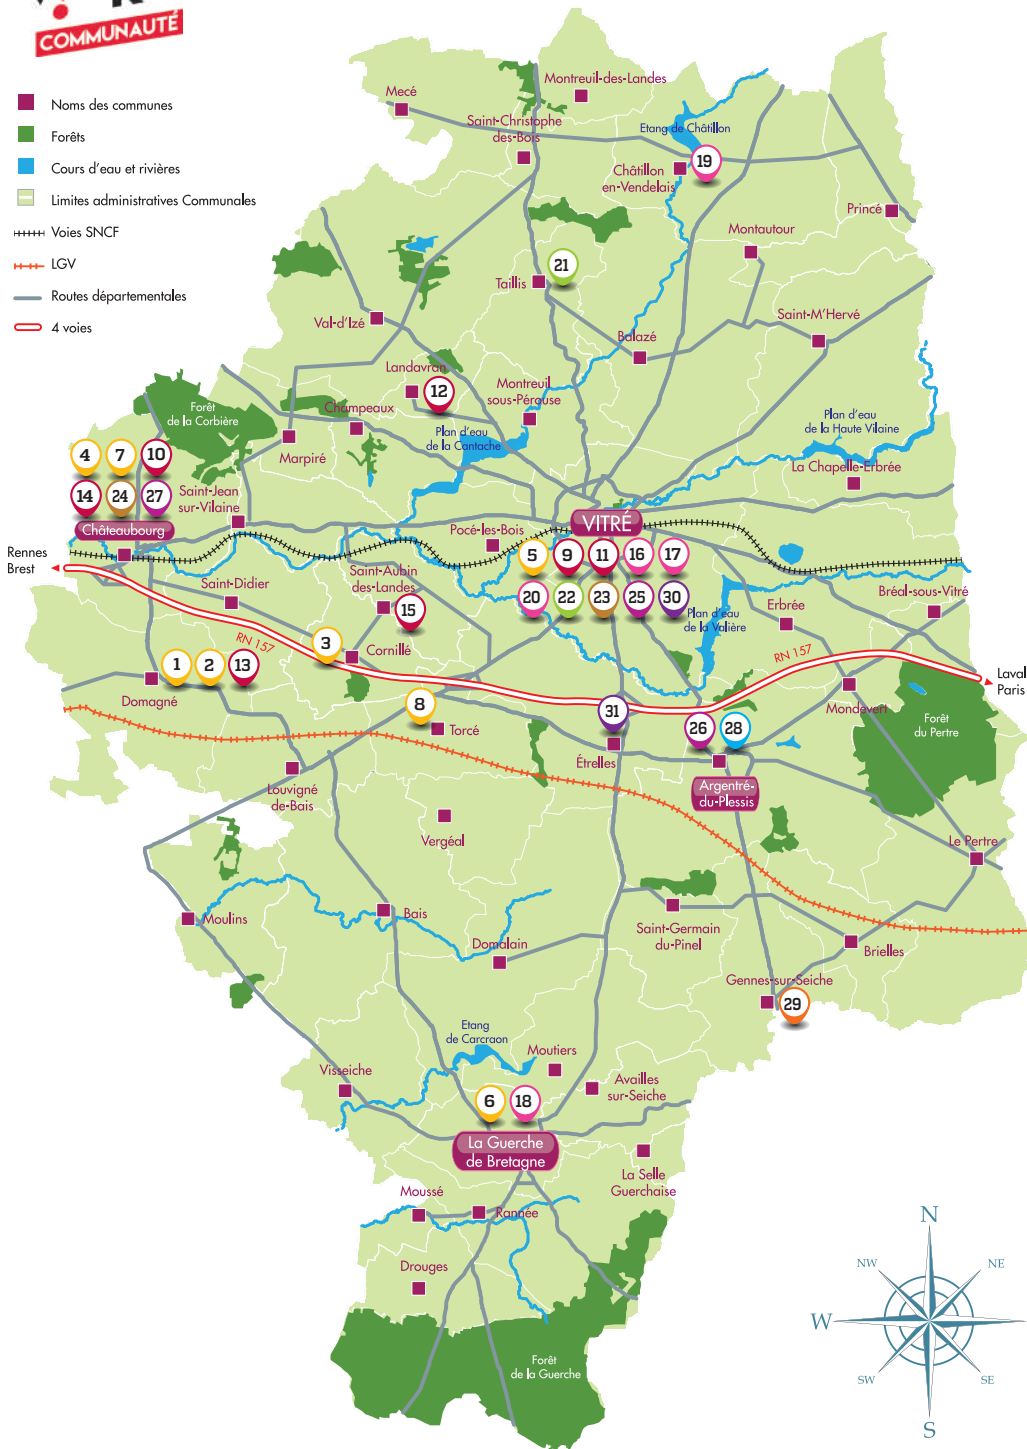 COMMUNAUTÉ
Noms des communes
Forêts
Cours d'eau et rivières
Limites administratives Communales
Voies SNCF
LGV
Routes départementales
4 voies
Mecé
Montreuil-des-Landes
Saint-Christophe
des-Bois
Etang de Châtillon
19
Châtillon
en-Vendelais
Princé
Montautour
21
Taillis
Val-d'Izé
Saint-M'Hervé
Balazé
Landavran
12
Montreuil
sous-Pérouse
Champeaux
Forêt
de la Corbière
Plan d'eau
de la Cantache
Plan d'eau
de la Haute Vilaine
Marpiré
La Chapelle-Erbrée
4 7 10
14 24 27
Saint-Jean
sur-Vilaine
Châteaubourg
VITRÉ
Pocé-les-Bois
5 9 11 16 17
20 22 23 25 30
Rennes
Brest
Saint-Didier
Saint-Aubin
des-Landes
15
Plan d'eau
de la Valière
Erbrée
Bréal-sous-Vitré
RN 157
3
Cornillé
RN 157
1 2 13
Domagné
Laval
Paris
Mondevert
8
Torcé
31
26 28
Forêt
du Pertre
Étrelles
Louvigné
de-Bais
Argentré-
du-Plessis
Vergéal
Le Pertre
Moulins
Bais
Saint-Germain
du-Pinel
Domalain
Brielles
Gennes-sur-Seiche
29
Etang
de Carcraon
Moutiers
Visseiche
Availles
sur-Seiche
6 18
La Guerche
de Bretagne
La Selle
Guerchaise
Moussé
Rannée
Drouges
Forêt
de la Guerche
N
NW NE
W
SW SE
S